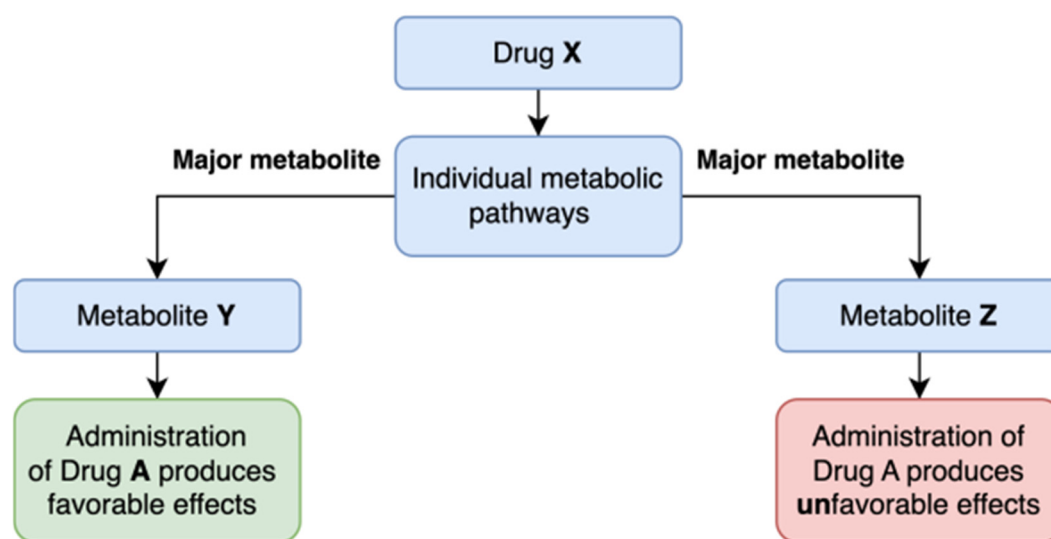 Drug X
Major metabolite
Individual metabolic
pathways
Major metabolite
Metabolite Y
Metabolite Z
Administration
of Drug A produces
favorable effects
Administration of
Drug A produces
unfavorable effects